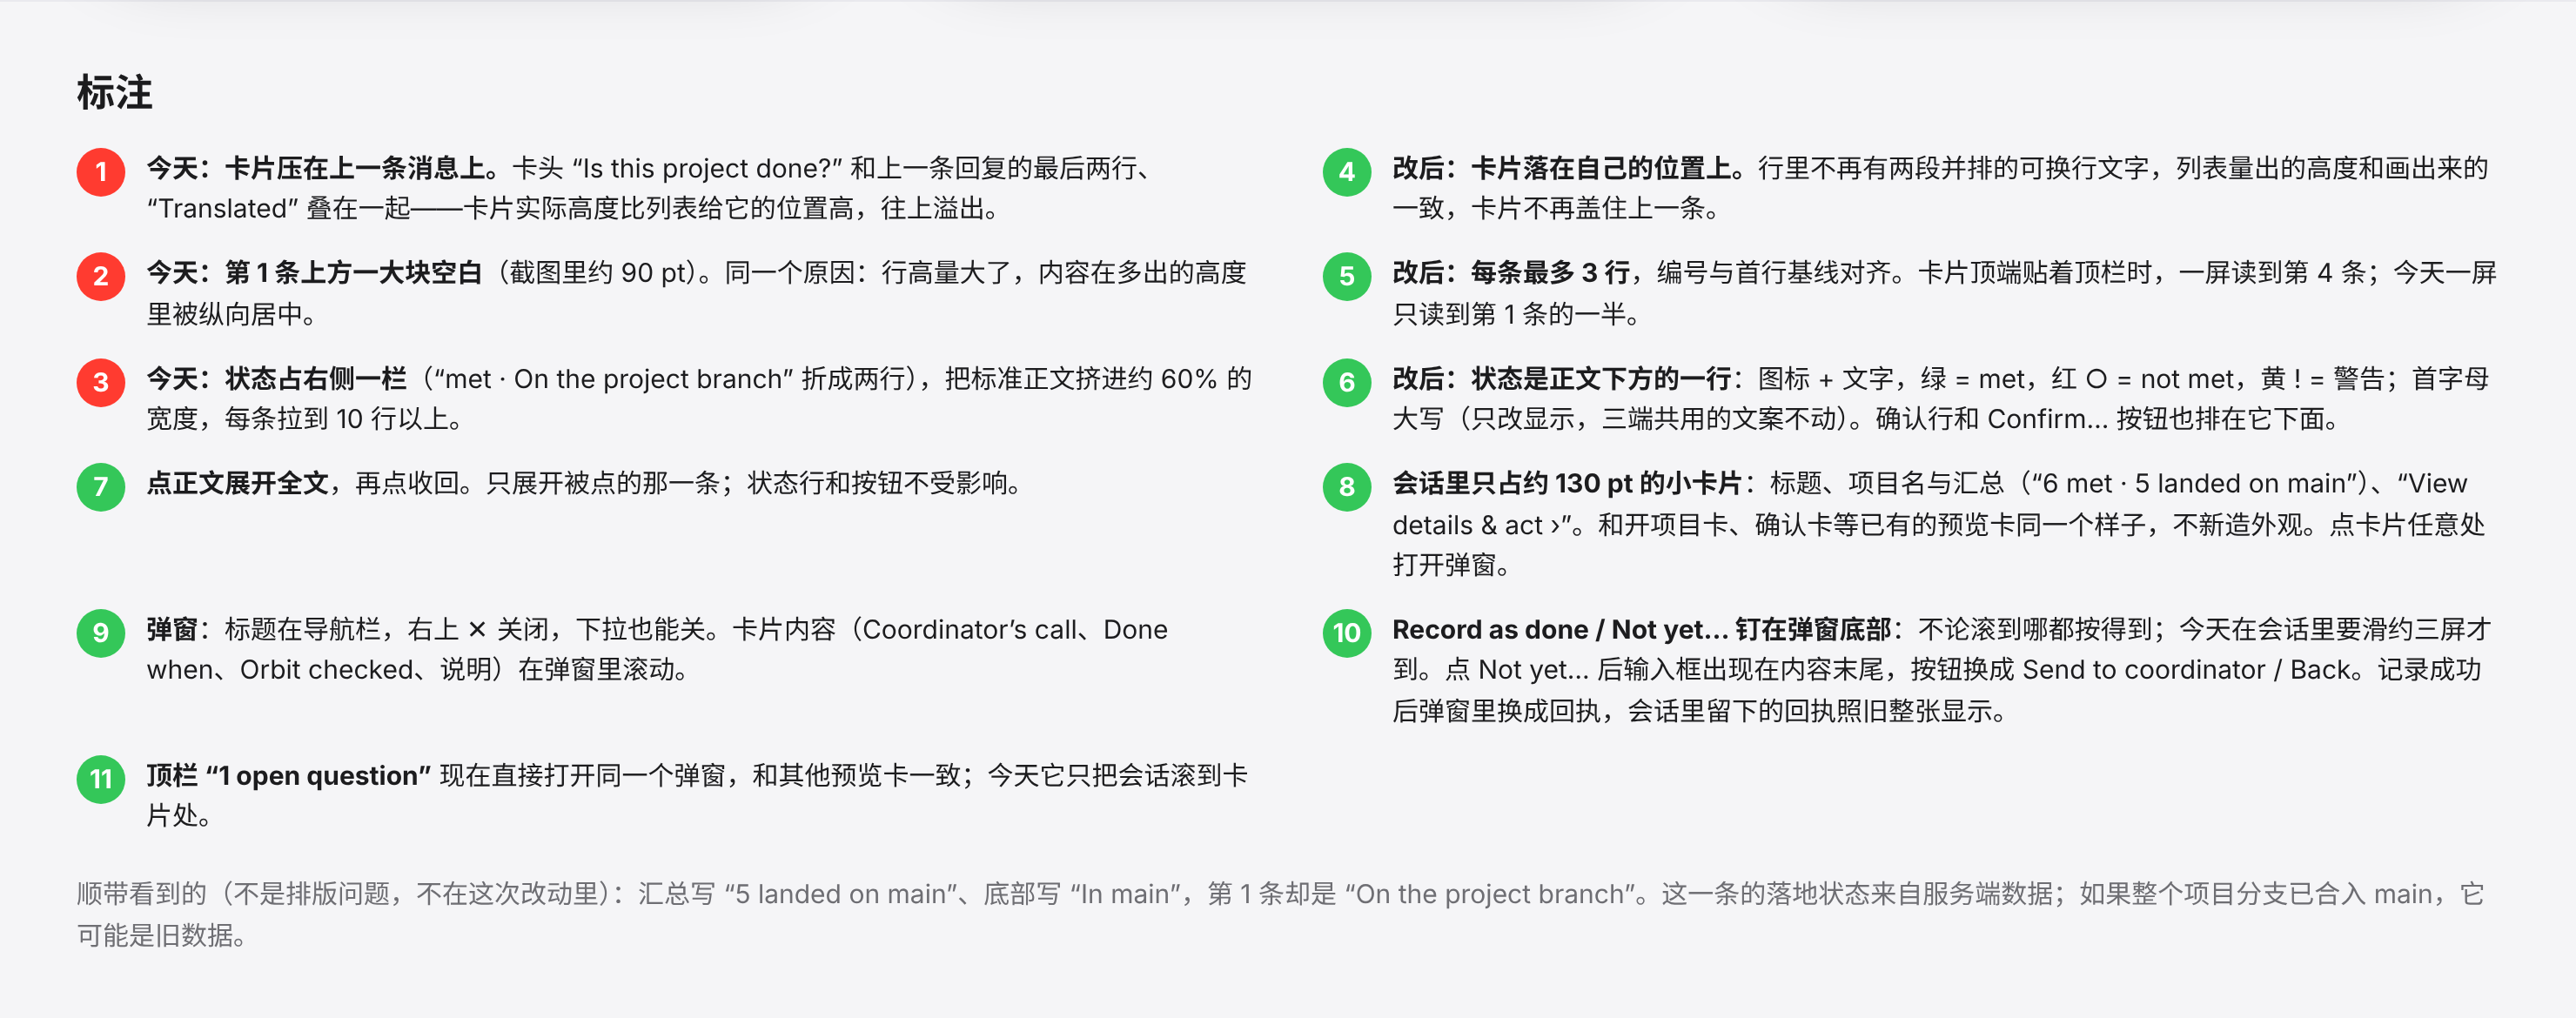 标注
1
今天：卡片压在上一条消息上。卡头 “Is this project done?” 和上一条回复的最后两行、
“Translated” 叠在一起——卡片实际高度比列表给它的位置高，往上溢出。
4
改后：卡片落在自己的位置上。行里不再有两段并排的可换行文字，列表量出的高度和画出来的
一致，卡片不再盖住上一条。
2
今天：第 1 条上方一大块空白（截图里约 90 pt）。同一个原因：行高量大了，内容在多出的高度
里被纵向居中。
5
改后：每条最多 3 行，编号与首行基线对齐。卡片顶端贴着顶栏时，一屏读到第 4 条；今天一屏
只读到第 1 条的一半。
3
今天：状态占右侧一栏（“met · On the project branch” 折成两行），把标准正文挤进约 60% 的
宽度，每条拉到 10 行以上。
6
改后：状态是正文下方的一行：图标 + 文字，绿 = met，红 ○ = not met，黄 ! = 警告；首字母
大写（只改显示，三端共用的文案不动）。确认行和 Confirm... 按钮也排在它下面。
7
点正文展开全文，再点收回。只展开被点的那一条；状态行和按钮不受影响。
8
会话里只占约 130 pt 的小卡片：标题、项目名与汇总（“6 met · 5 landed on main”）、“View
details & act ›”。和开项目卡、确认卡等已有的预览卡同一个样子，不新造外观。点卡片任意处
打开弹窗。
9
弹窗：标题在导航栏，右上 ✕ 关闭，下拉也能关。卡片内容（Coordinator’s call、Done
when、Orbit checked、说明）在弹窗里滚动。
10
Record as done / Not yet... 钉在弹窗底部：不论滚到哪都按得到；今天在会话里要滑约三屏才
到。点 Not yet... 后输入框出现在内容末尾，按钮换成 Send to coordinator / Back。记录成功
后弹窗里换成回执，会话里留下的回执照旧整张显示。
11
顶栏 “1 open question” 现在直接打开同一个弹窗，和其他预览卡一致；今天它只把会话滚到卡
片处。
顺带看到的（不是排版问题，不在这次改动里）：汇总写 “5 landed on main”、底部写 “In main”，第 1 条却是 “On the project branch”。这一条的落地状态来自服务端数据；如果整个项目分支已合入 main，它
可能是旧数据。